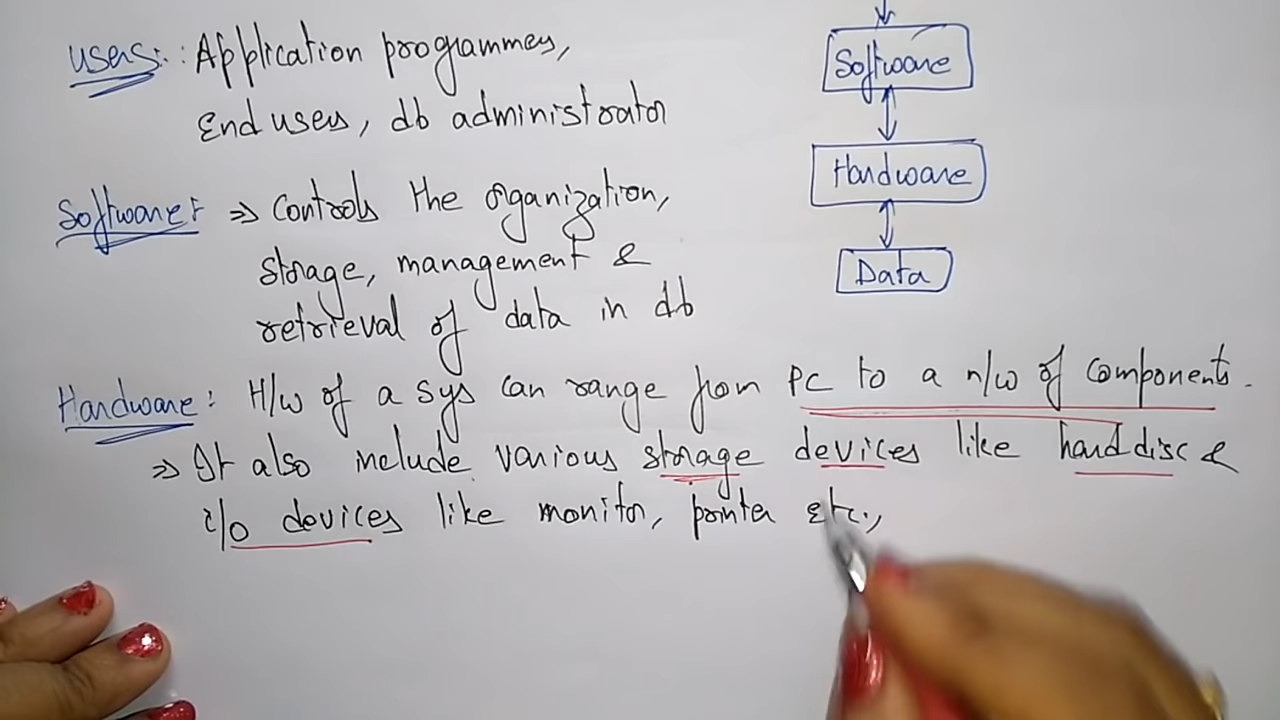 Users: Application programmers,
End users, db administrator
Software: ⇒ Controls the organization,
storage, management &
retrieval of data in db
Hardware: H/w of a sys can range from PC to a n/w of components.
⇒ It also include various storage devices like hard disc &
i/o devices like monitor, printer etc.,
Software
Hardware
Data